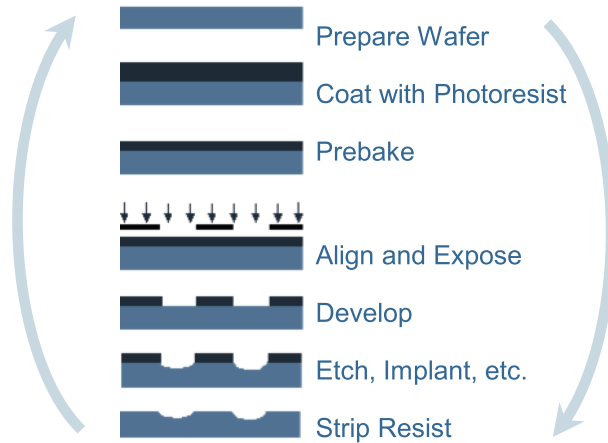 Prepare Wafer
Coat with Photoresist
Prebake
Align and Expose
Develop
Etch, Implant, etc.
Strip Resist